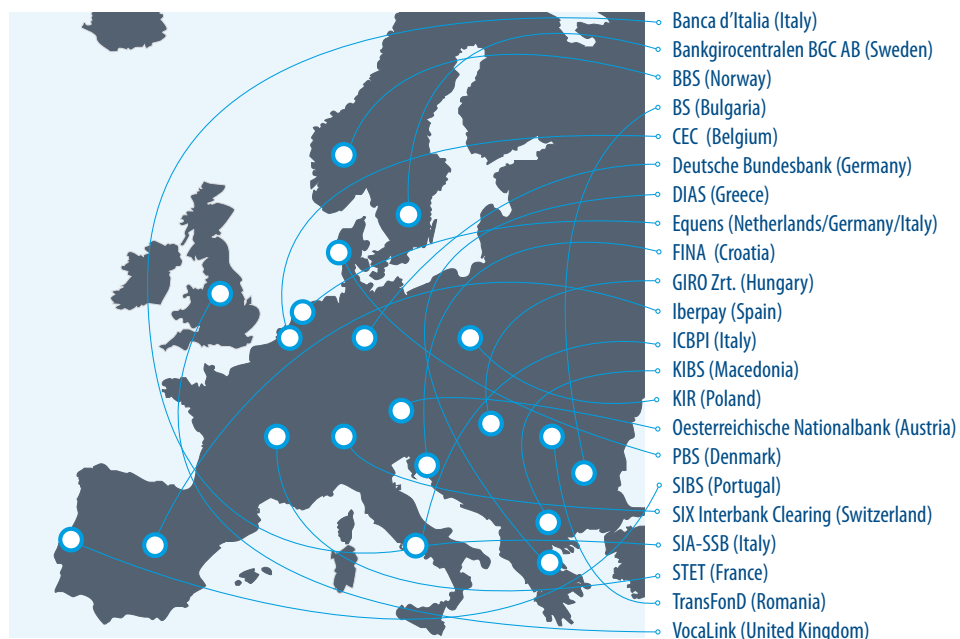 Banca d’Italia (Italy)
Bankgirocentralen BGC AB (Sweden)
BBS (Norway)
BS (Bulgaria)
CEC (Belgium)
Deutsche Bundesbank (Germany)
DIAS (Greece)
Equens (Netherlands/Germany/Italy)
FINA (Croatia)
GIRO Zrt. (Hungary)
Iberpay (Spain)
ICBPI (Italy)
KIBS (Macedonia)
KIR (Poland)
Oesterreichische Nationalbank (Austria)
PBS (Denmark)
SIBS (Portugal)
SIX Interbank Clearing (Switzerland)
SIA-SSB (Italy)
STET (France)
TransFonD (Romania)
VocaLink (United Kingdom)